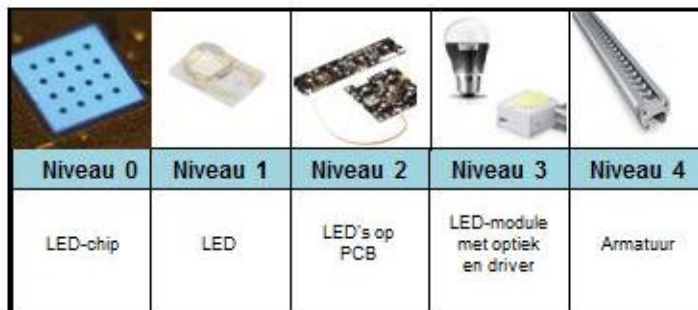 Niveau 0 Niveau 1 Niveau 2 Niveau 3 Niveau 4
LED-chip
LED
LED's op
PCB
LED-module
met optiek
en driver
Armatuur